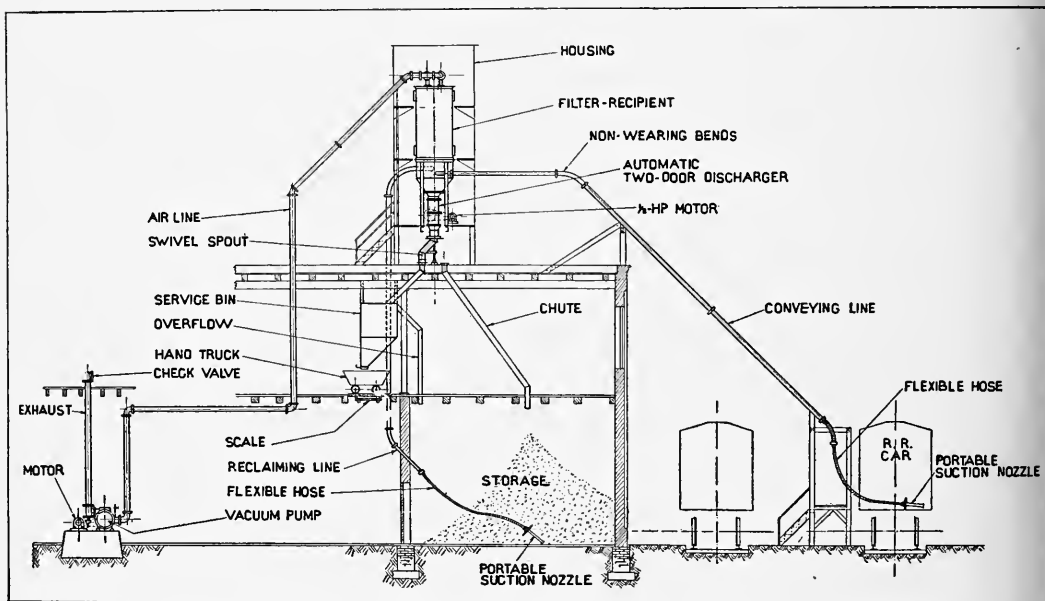 HOUSING
FILTER-RECIPIENT
NON-WEARING BENDS
AUTOMATIC
TWO-DOOR DISCHARGER
½-HP MOTOR
AIR LINE
SWIVEL SPOUT
SERVICE BIN
OVERFLOW
CHUTE
CONVEYING LINE
HAND TRUCK
CHECK VALVE
EXHAUST
FLEXIBLE HOSE
SCALE
RECLAIMING LINE
R.R.
CAR
PORTABLE
SUCTION NOZZLE
MOTOR
FLEXIBLE HOSE
STORAGE
VACUUM PUMP
PORTABLE
SUCTION NOZZLE